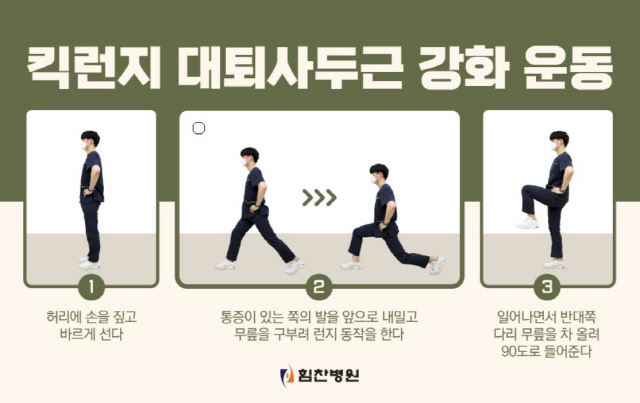 킥런지 대퇴사두근 강화 운동
1
허리에 손을 짚고
바르게 선다
2
통증이 있는 쪽의 발을 앞으로 내밀고
무릎을 구부려 런지 동작을 한다
3
일어나면서 반대쪽
다리 무릎을 차 올려
90도로 들어준다
힘찬병원